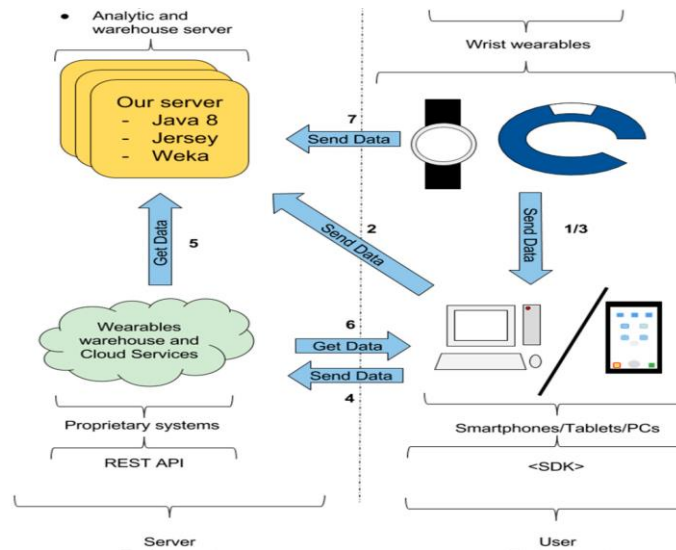 • Analytic and
warehouse server
Wrist wearables
Our server
- Java 8
- Jersey
- Weka
7
Send Data
Send Data
1/3
2
Send Data
Get Data
5
Wearables
warehouse and
Cloud Services
6
Get Data
Send Data
4
Proprietary systems
Smartphones/Tablets/PCs
REST API
<SDK>
Server
User